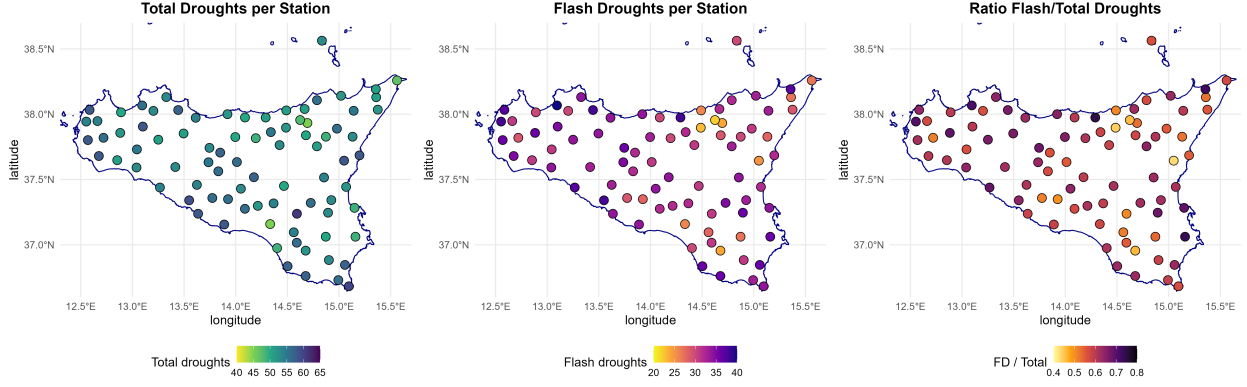 Total Droughts per Station
38.5°N
38.0°N
37.5°N
37.0°N
latitude
12.5°E 13.0°E 13.5°E 14.0°E 14.5°E 15.0°E 15.5°E
longitude
Total droughts
40 45 50 55 60 65
Flash Droughts per Station
38.5°N
38.0°N
37.5°N
37.0°N
latitude
12.5°E 13.0°E 13.5°E 14.0°E 14.5°E 15.0°E 15.5°E
longitude
Flash droughts
20 25 30 35 40
Ratio Flash/Total Droughts
38.5°N
38.0°N
37.5°N
37.0°N
latitude
12.5°E 13.0°E 13.5°E 14.0°E 14.5°E 15.0°E 15.5°E
longitude
FD / Total
0.4 0.5 0.6 0.7 0.8